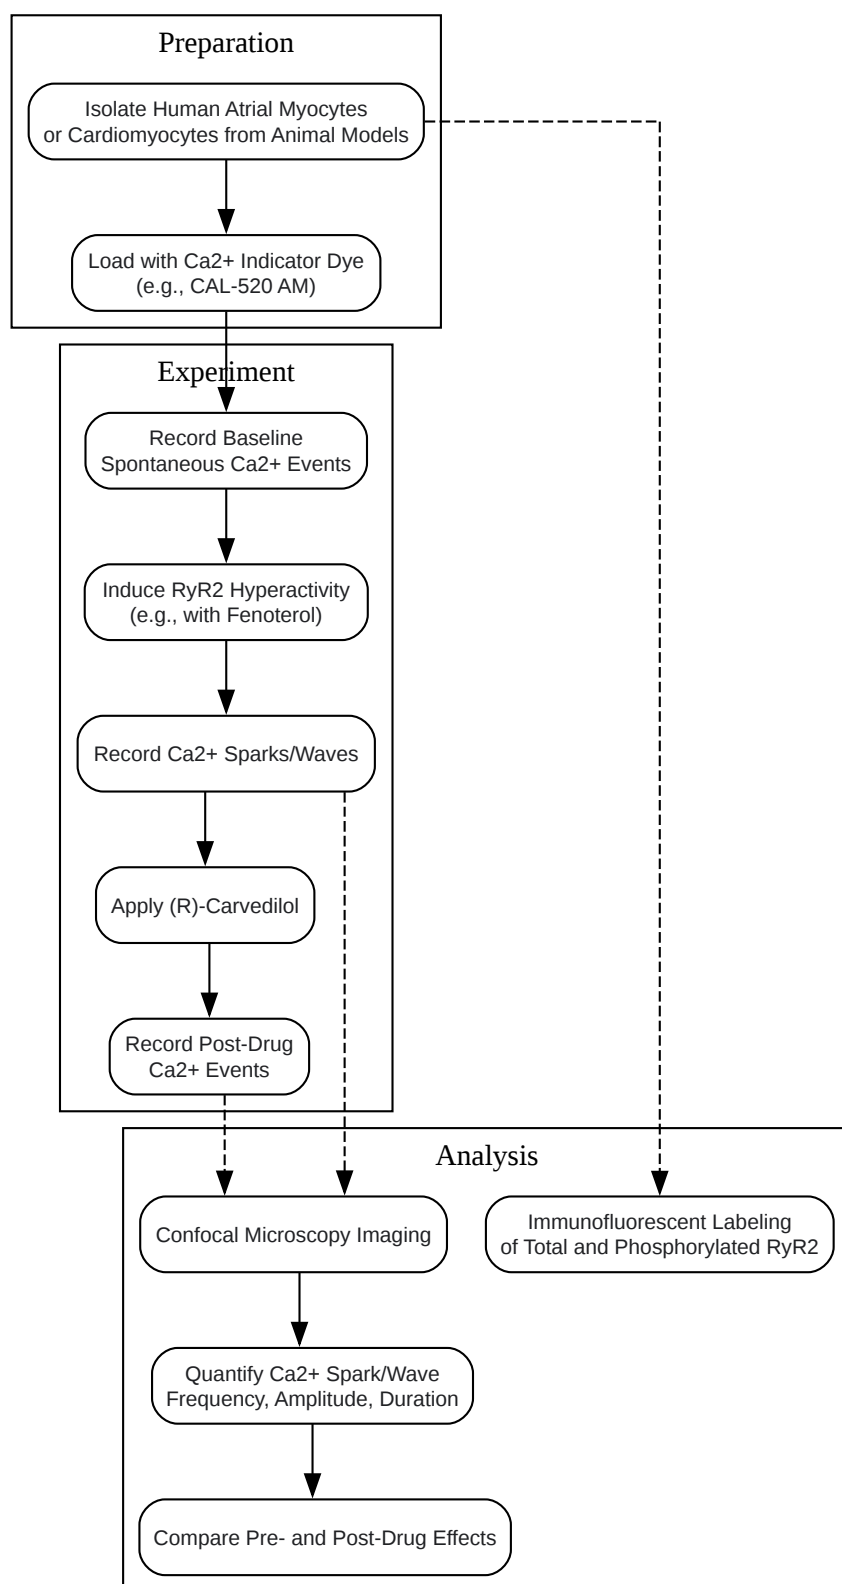 Preparation
Isolate Human Atrial Myocytes
or Cardiomyocytes from Animal Models
Load with Ca2+ Indicator Dye
(e.g., CAL-520 AM)
Experiment
Record Baseline
Spontaneous Ca2+ Events
Induce RyR2 Hyperactivity
(e.g., with Fenoterol)
Record Ca2+ Sparks/Waves
Apply (R)-Carvedilol
Record Post-Drug
Ca2+ Events
Analysis
Confocal Microscopy Imaging
Immunofluorescent Labeling
of Total and Phosphorylated RyR2
Quantify Ca2+ Spark/Wave
Frequency, Amplitude, Duration
Compare Pre- and Post-Drug Effects